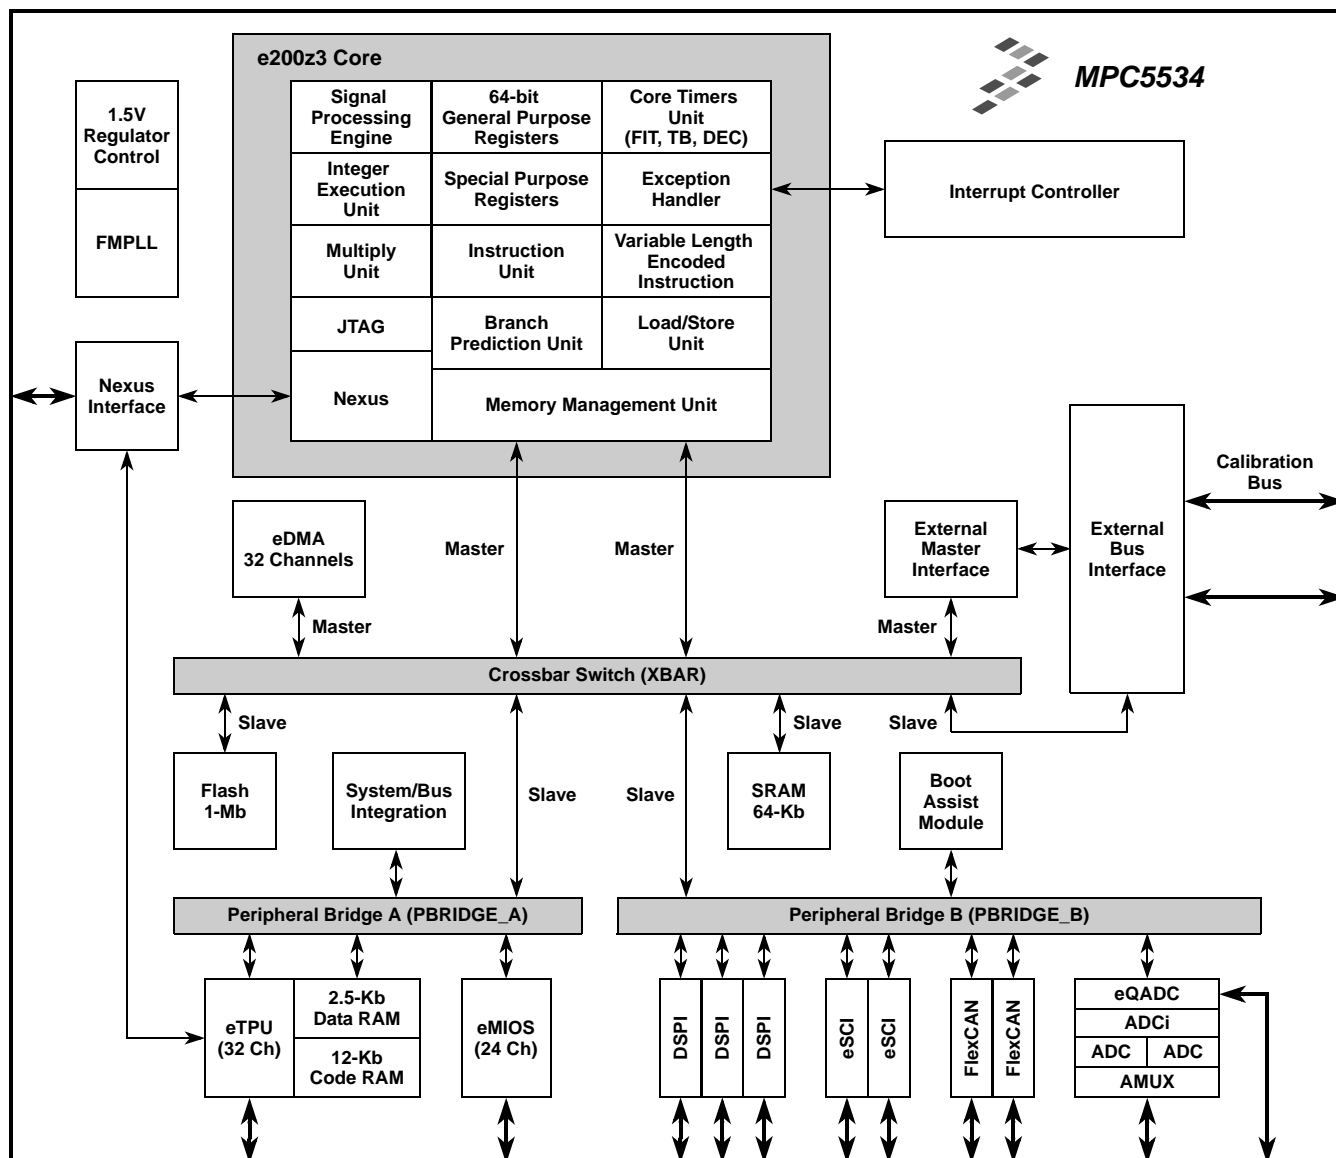 e200z3 Core
MPC5534
1.5V
Regulator
Control
FMPLL
Signal
Processing
Engine
64-bit
General Purpose
Registers
Core Timers
Unit
(FIT, TB, DEC)
Integer
Execution
Unit
Special Purpose
Registers
Exception
Handler
Interrupt Controller
Multiply
Unit
Instruction
Unit
Variable Length
Encoded
Instruction
JTAG
Branch
Prediction Unit
Load/Store
Unit
Nexus
Interface
Nexus
Memory Management Unit
Calibration
Bus
eDMA
32 Channels
Master
Master
External
Master
Interface
External
Bus
Interface
Master
Master
Crossbar Switch (XBAR)
Slave
Slave
Slave
Flash
1-Mb
System/Bus
Integration
Slave
Slave
SRAM
64-Kb
Boot
Assist
Module
Peripheral Bridge A (PBRIDGE_A)
Peripheral Bridge B (PBRIDGE_B)
eTPU
(32 Ch)
2.5-Kb
Data RAM
12-Kb
Code RAM
eMIOS
(24 Ch)
DSPI
DSPI
DSPI
eSCI
eSCI
FlexCAN
FlexCAN
eQADC
ADCi
ADC
ADC
AMUX